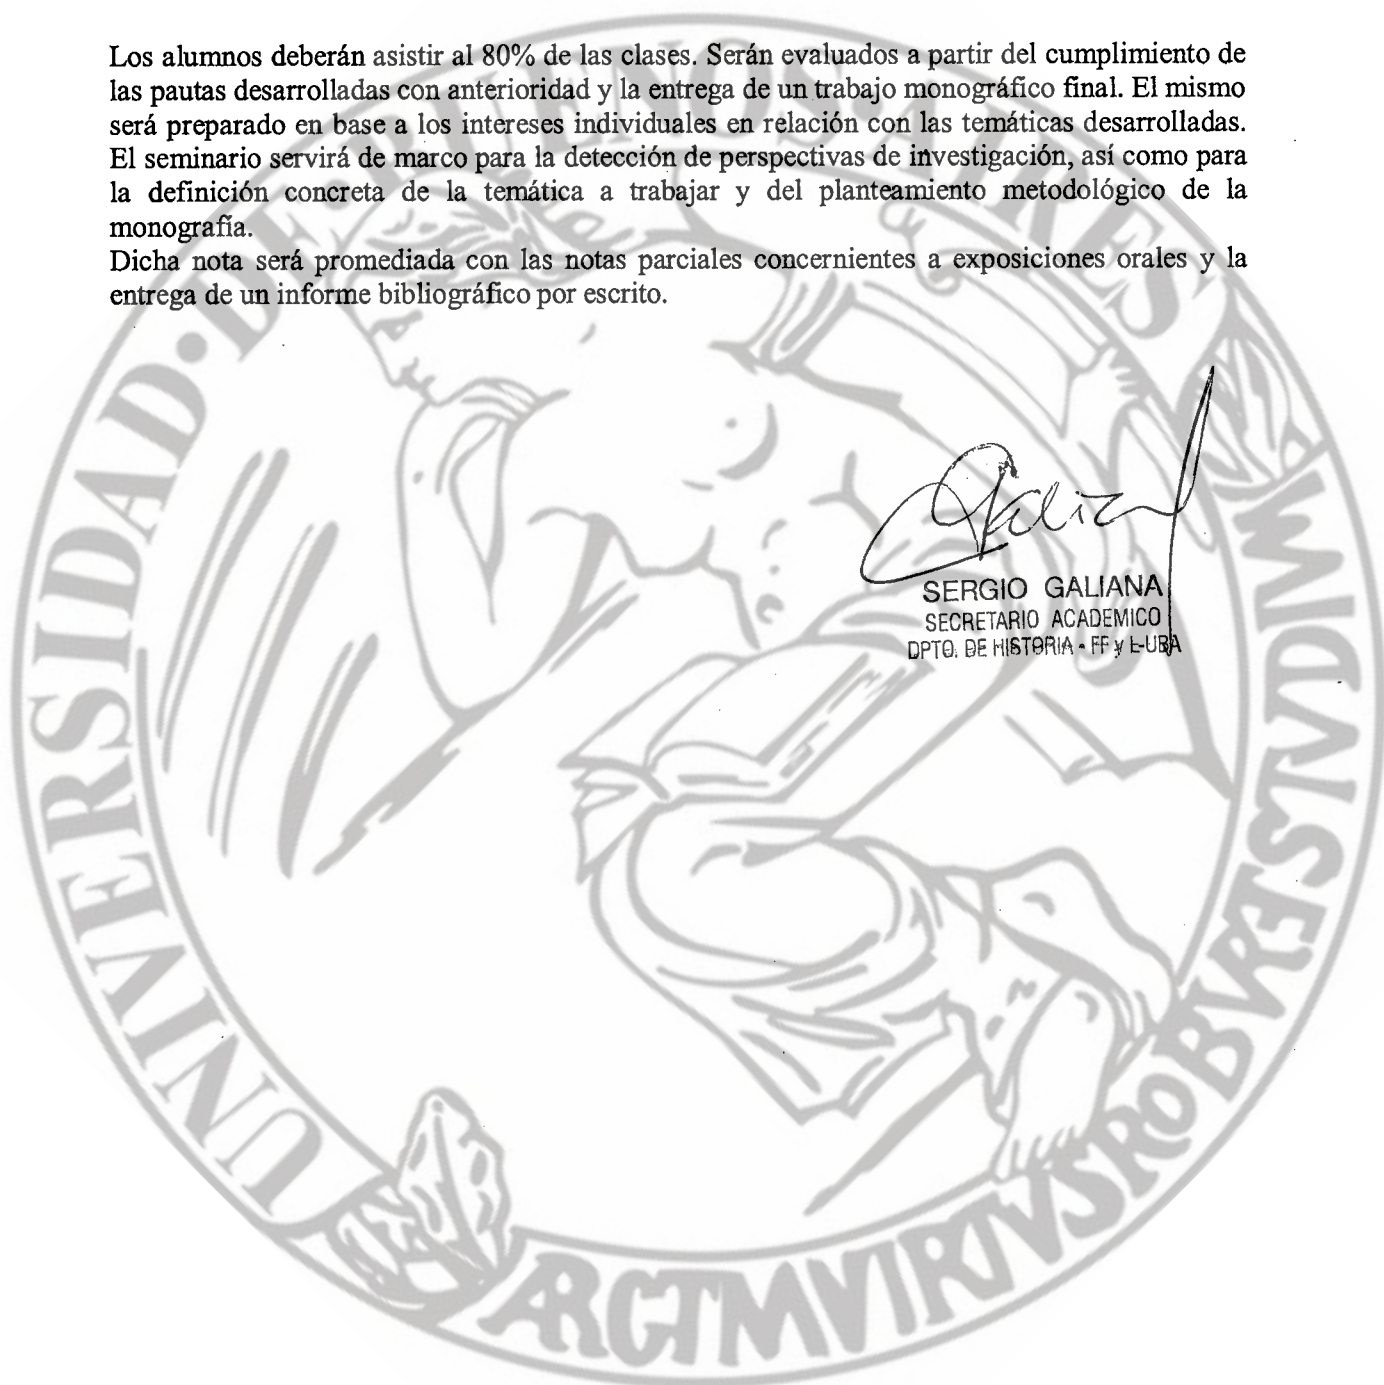 Los alumnos deberán asistir al 80% de las clases. Serán evaluados a partir del cumplimiento de
las pautas desarrolladas con anterioridad y la entrega de un trabajo monográfico final. El mismo
será preparado en base a los intereses individuales en relación con las temáticas desarrolladas.
El seminario servirá de marco para la detección de perspectivas de investigación, así como para
la definición concreta de la temática a trabajar y del planteamiento metodológico de la
monografía.
Dicha nota será promediada con las notas parciales concernientes a exposiciones orales y la
entrega de un informe bibliográfico por escrito.
SERGIO GALIANA
SECRETARIO ACADEMICO
DPTO. DE HISTORIA - FF y L-UBA
UNIVERSIDAD·DE·BUENOS AIRES
ARGTMVIRTVSROBVRETSTVDIVM